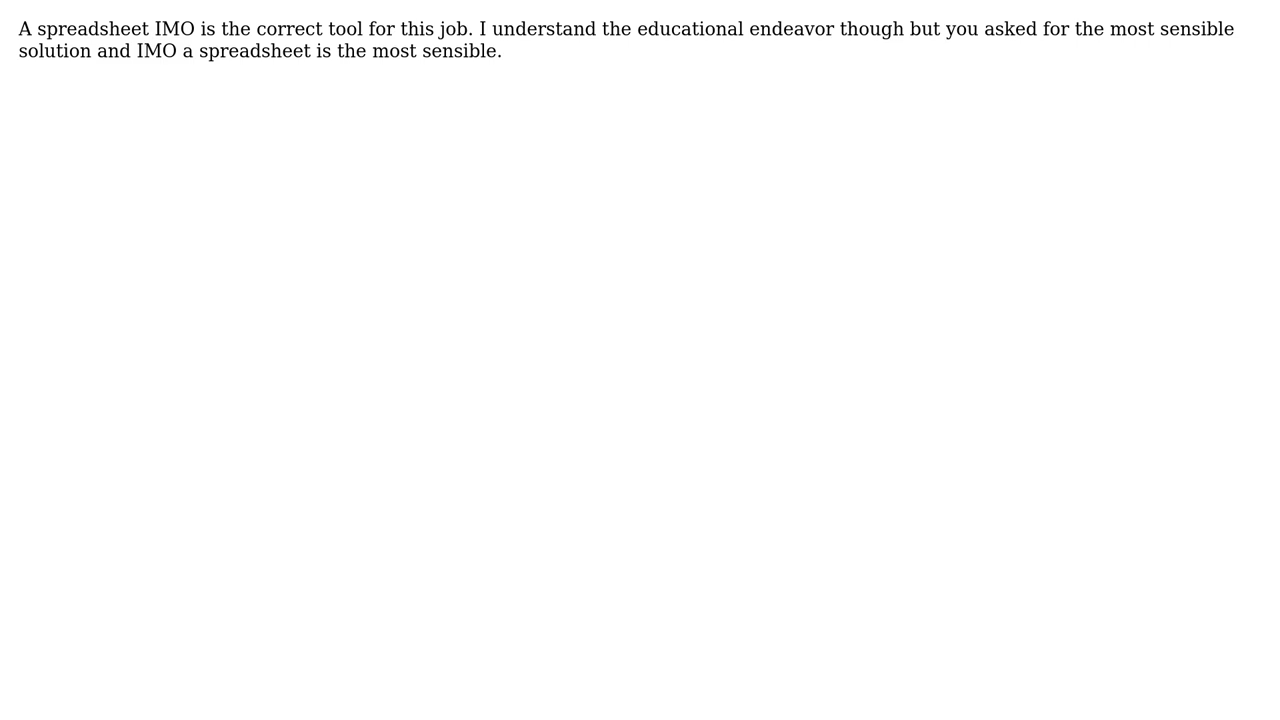 A spreadsheet IMO is the correct tool for this job. I understand the educational endeavor though but you asked for the most sensible
solution and IMO a spreadsheet is the most sensible.